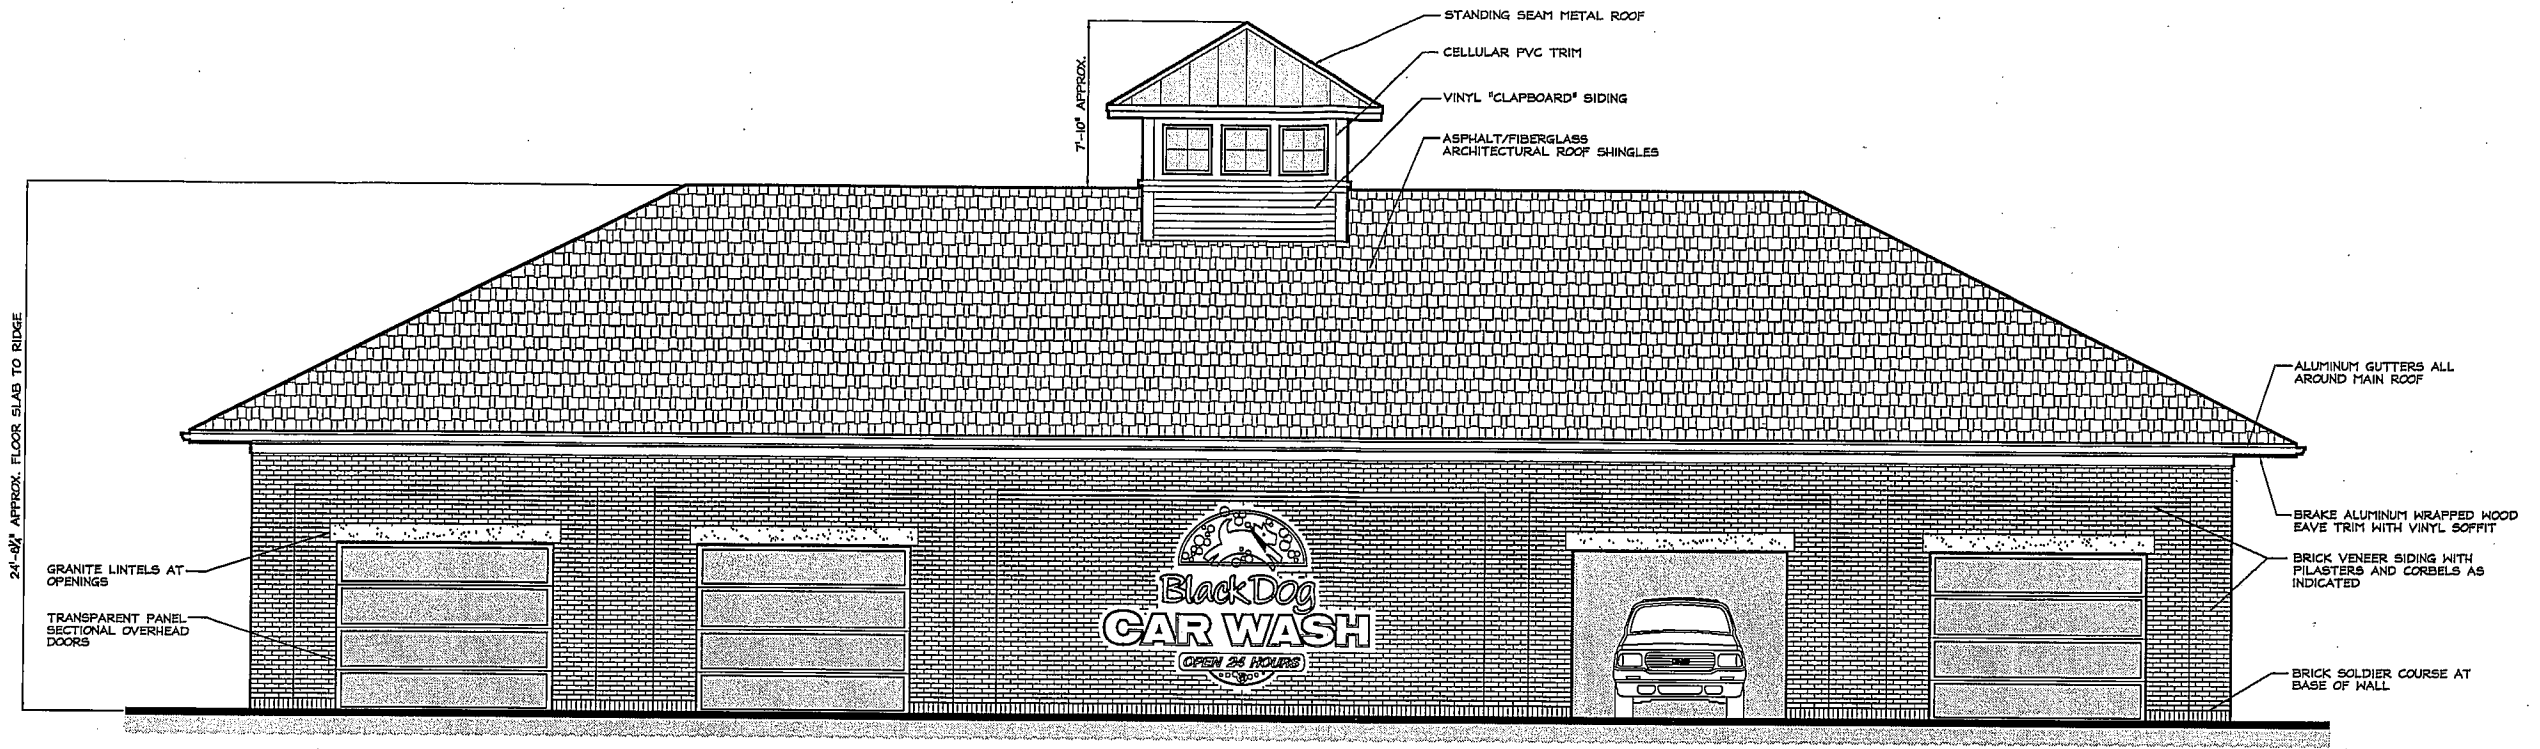 STANDING SEAM METAL ROOF
CELLULAR PVC TRIM
VINYL "CLAPBOARD" SIDING
ASPHALT/FIBERGLASS
ARCHITECTURAL ROOF SHINGLES
7'-10" APPROX.
24'-8¼" APPROX. FLOOR SLAB TO RIDGE
ALUMINUM GUTTERS ALL
AROUND MAIN ROOF
BRAKE ALUMINUM WRAPPED WOOD
EAVE TRIM WITH VINYL SOFFIT
BRICK VENEER SIDING WITH
PILASTERS AND CORBELS AS
INDICATED
BRICK SOLDIER COURSE AT
BASE OF WALL
GRANITE LINTELS AT
OPENINGS
TRANSPARENT PANEL
SECTIONAL OVERHEAD
DOORS
Black Dog
CAR WASH
OPEN 24 HOURS